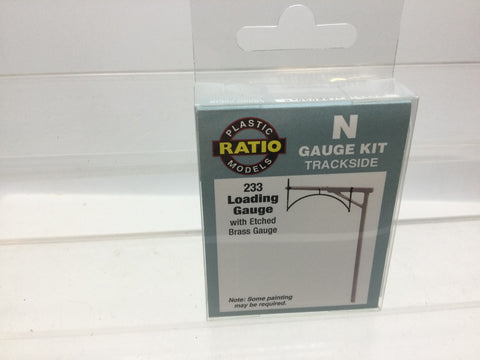 PLASTIC
RATIO
MODELS
N
GAUGE KIT
TRACKSIDE
233
Loading
Gauge
with Etched
Brass Gauge
Note: Some painting
may be required.